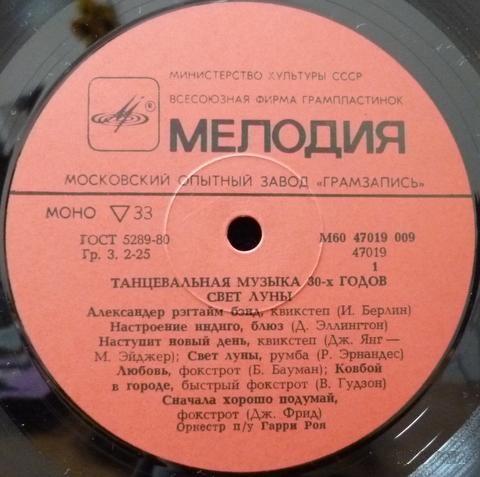 МИНИСТЕРСТВО КУЛЬТУРЫ СССР
ВСЕСОЮЗНАЯ ФИРМА ГРАМПЛАСТИНОК
®
МЕЛОДИЯ
МОСКОВСКИЙ ОПЫТНЫЙ ЗАВОД «ГРАМЗАПИСЬ»
МОНО ▽33
ГОСТ 5289-80 М60 47019 009
Гр. 3. 2-25 47019
1
ТАНЦЕВАЛЬНАЯ МУЗЫКА 30-х ГОДОВ
СВЕТ ЛУНЫ
Александер рэгтайм бэнд, квикстеп (И. Берлин)
Настроение индиго, блюз (Д. Эллингтон)
Наступит новый день, квикстеп (Дж. Янг —
М. Эйджер); Свет луны, румба (Р. Эрнандес)
Любовь, фокстрот (Б. Бауман); Ковбой
в городе, быстрый фокстрот (В. Гудзон)
Сначала хорошо подумай,
фокстрот (Дж. Фрид)
Оркестр п/у Гарри Роя